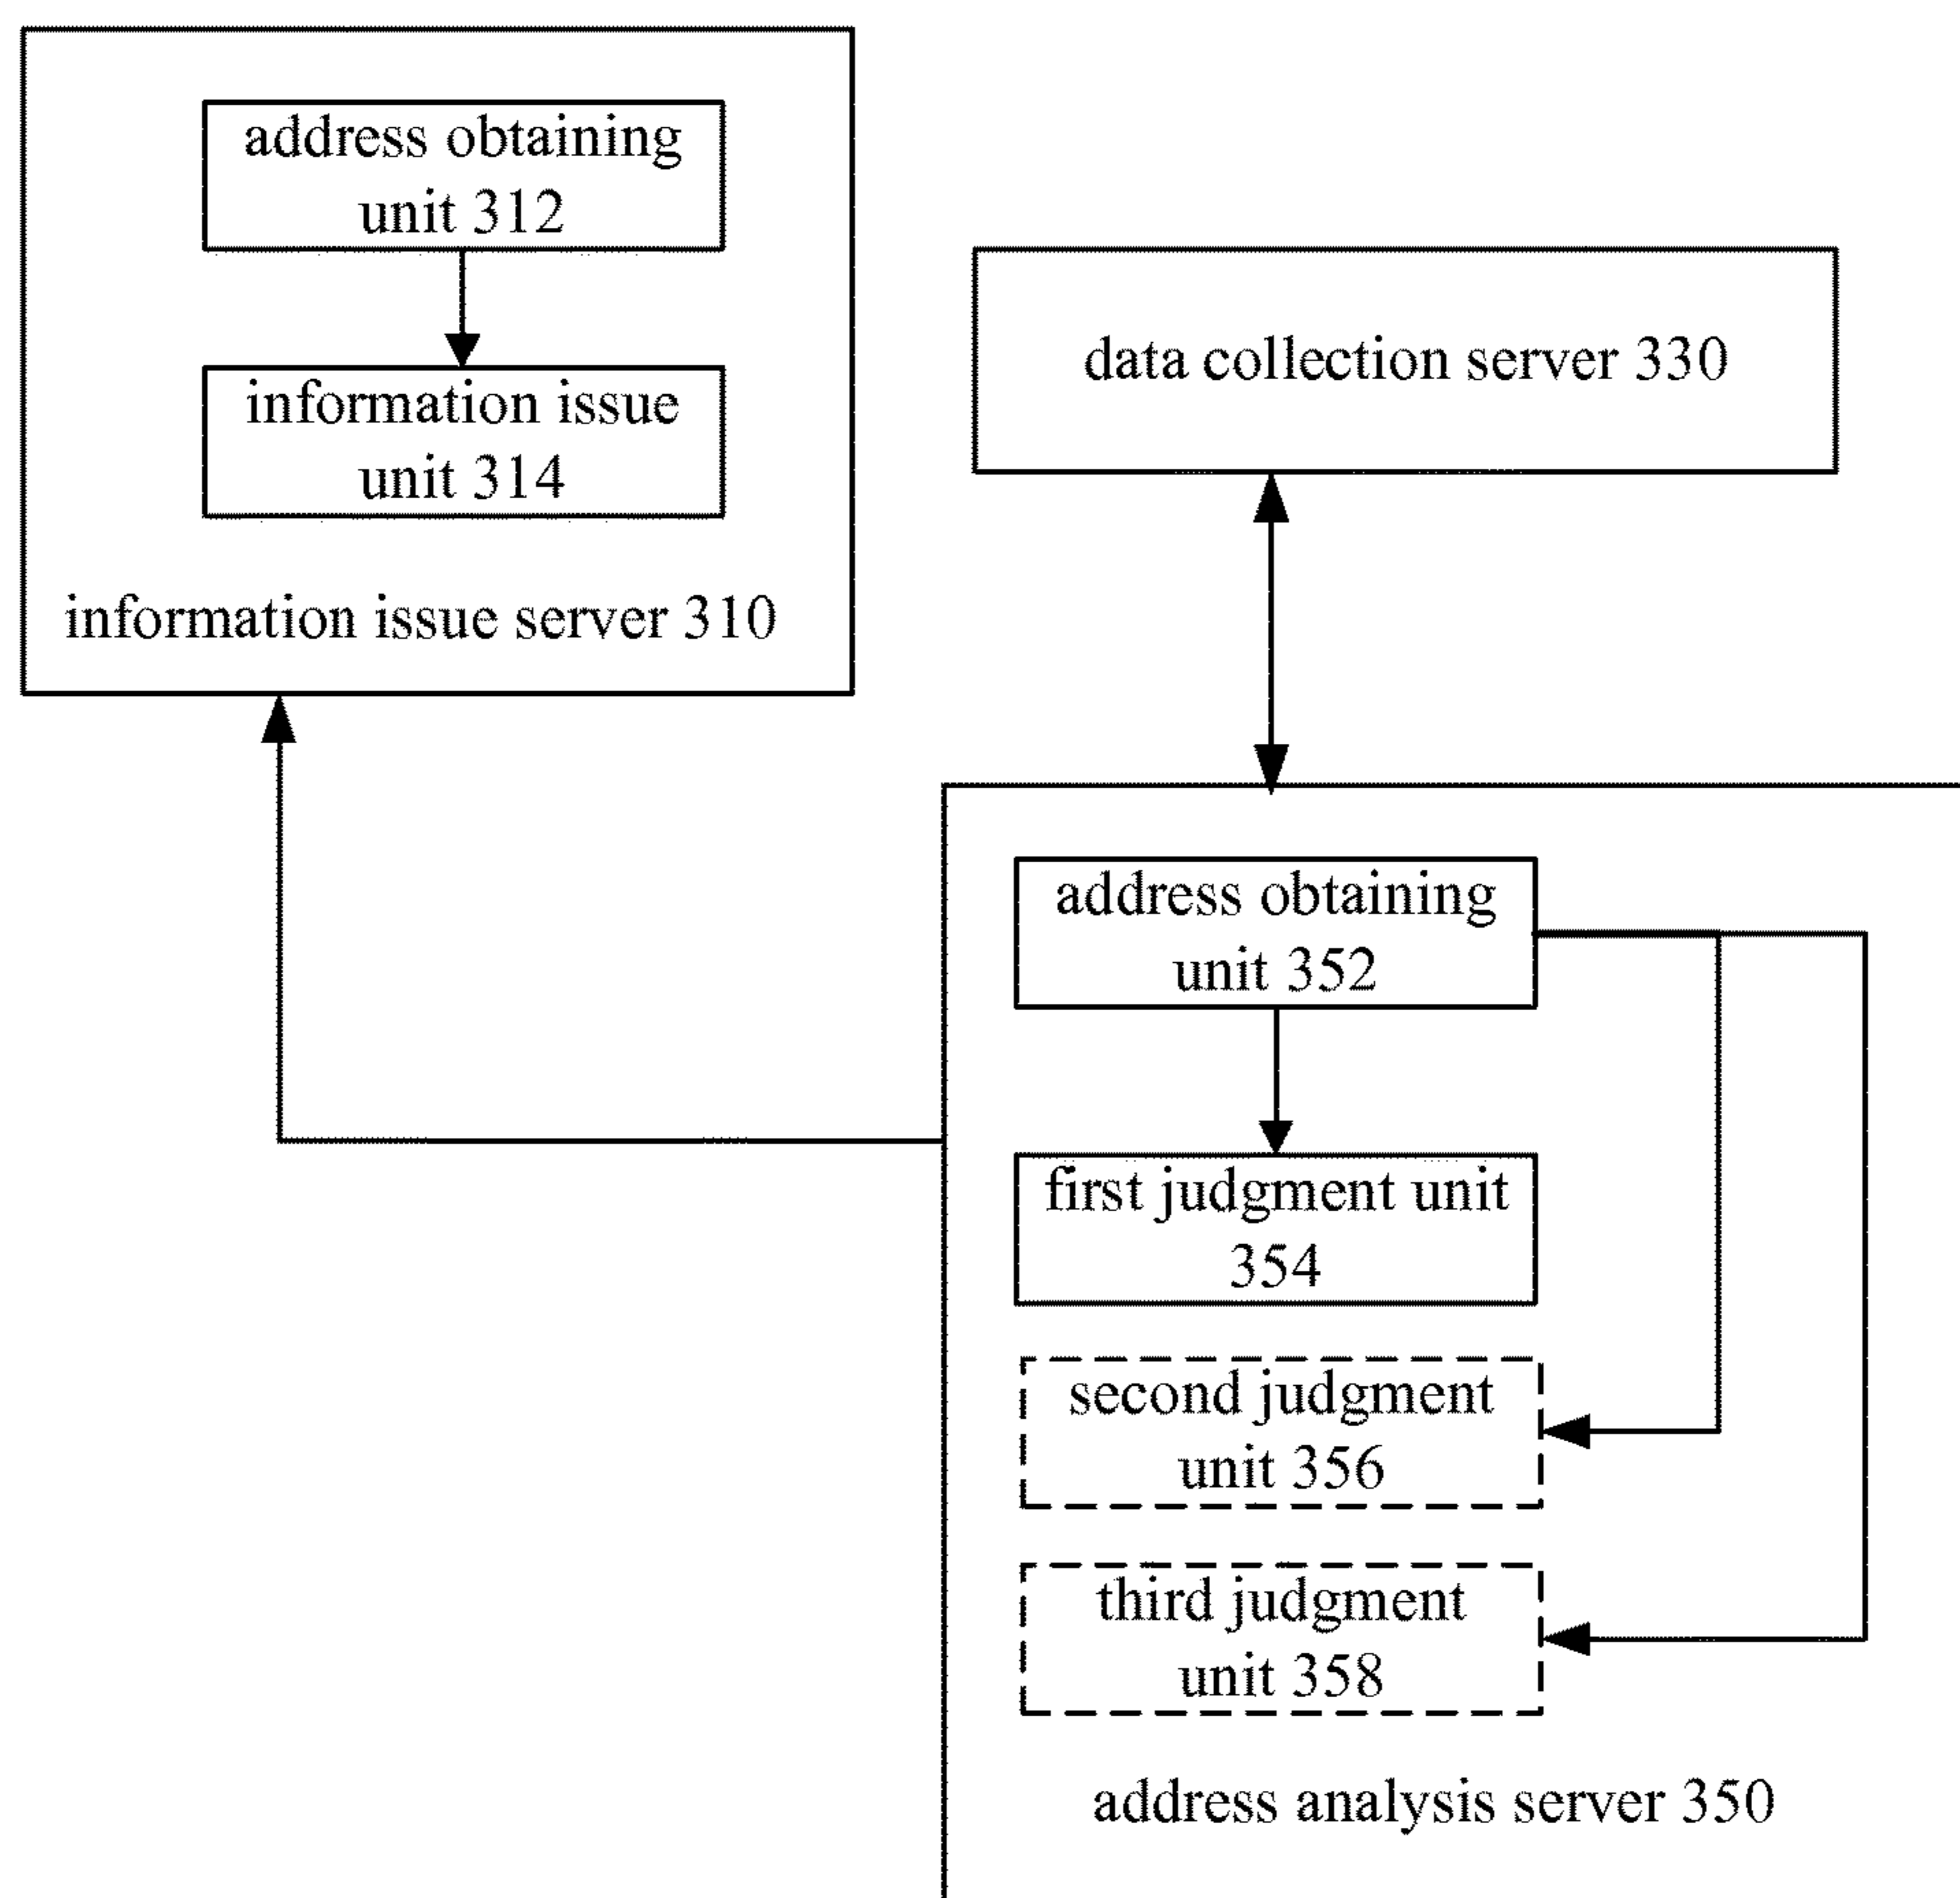 address obtaining
unit 312
information issue
unit 314
information issue server 310
data collection server 330
address obtaining
unit 352
first judgment unit
354
second judgment
unit 356
third judgment
unit 358
address analysis server 350